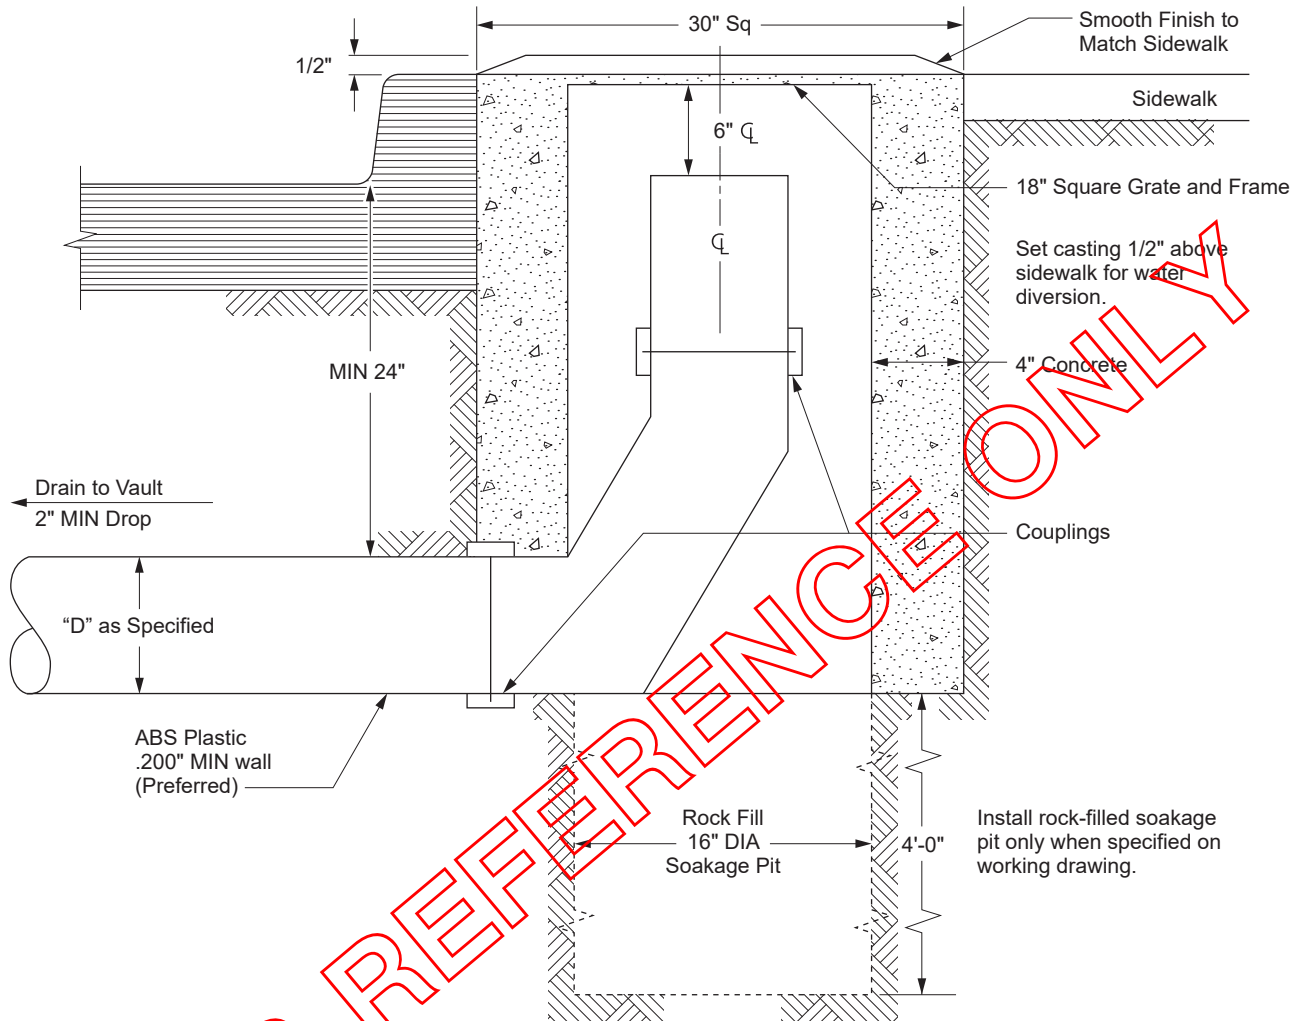 30" Sq
Smooth Finish to
Match Sidewalk
1/2"
Sidewalk
6" ℄
18" Square Grate and Frame
℄
Set casting 1/2" above
sidewalk for water
diversion.
MIN 24"
4" Concrete
Drain to Vault
2" MIN Drop
Couplings
“D” as Specified
ABS Plastic
.200" MIN wall
(Preferred)
Rock Fill
16" DIA
Soakage Pit
4'-0"
Install rock-filled soakage
pit only when specified on
working drawing.
REFERENCE ONLY